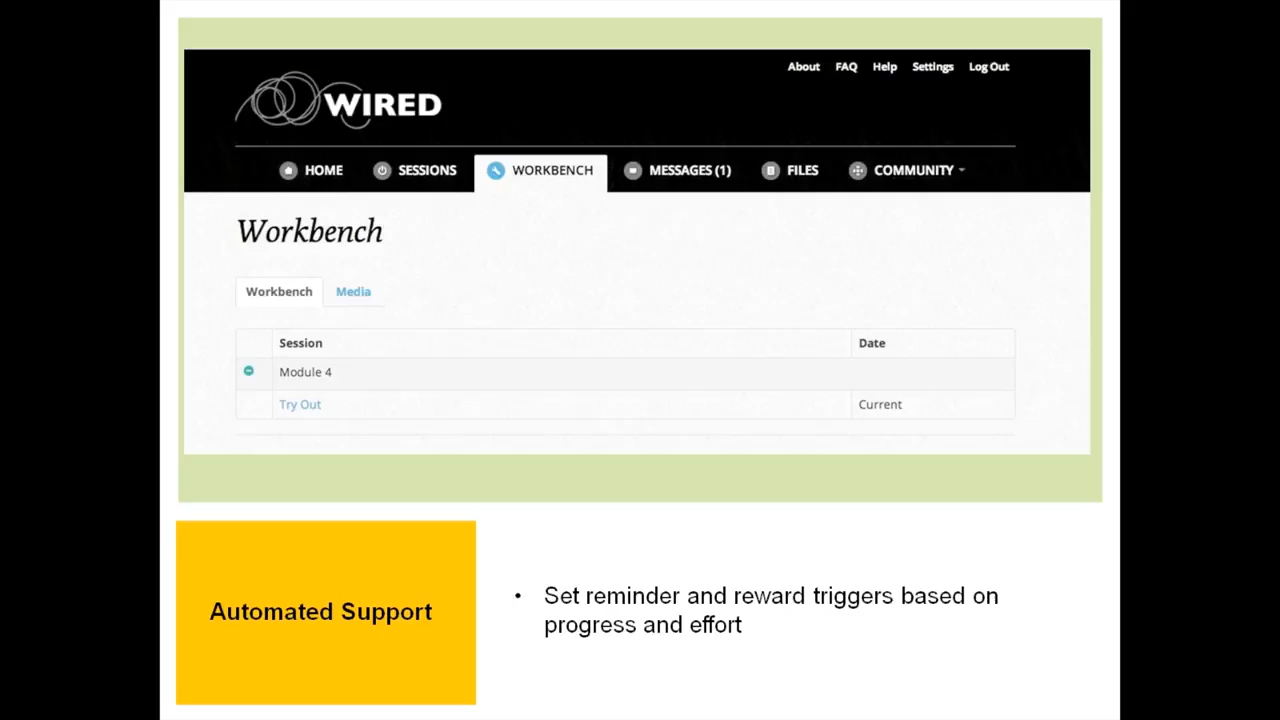 About FAQ Help Settings Log Out
WIRED
HOME SESSIONS WORKBENCH MESSAGES (1) FILES COMMUNITY
Workbench
Workbench Media
Session Date
Module 4
Try Out Current
Automated Support
• Set reminder and reward triggers based on
progress and effort